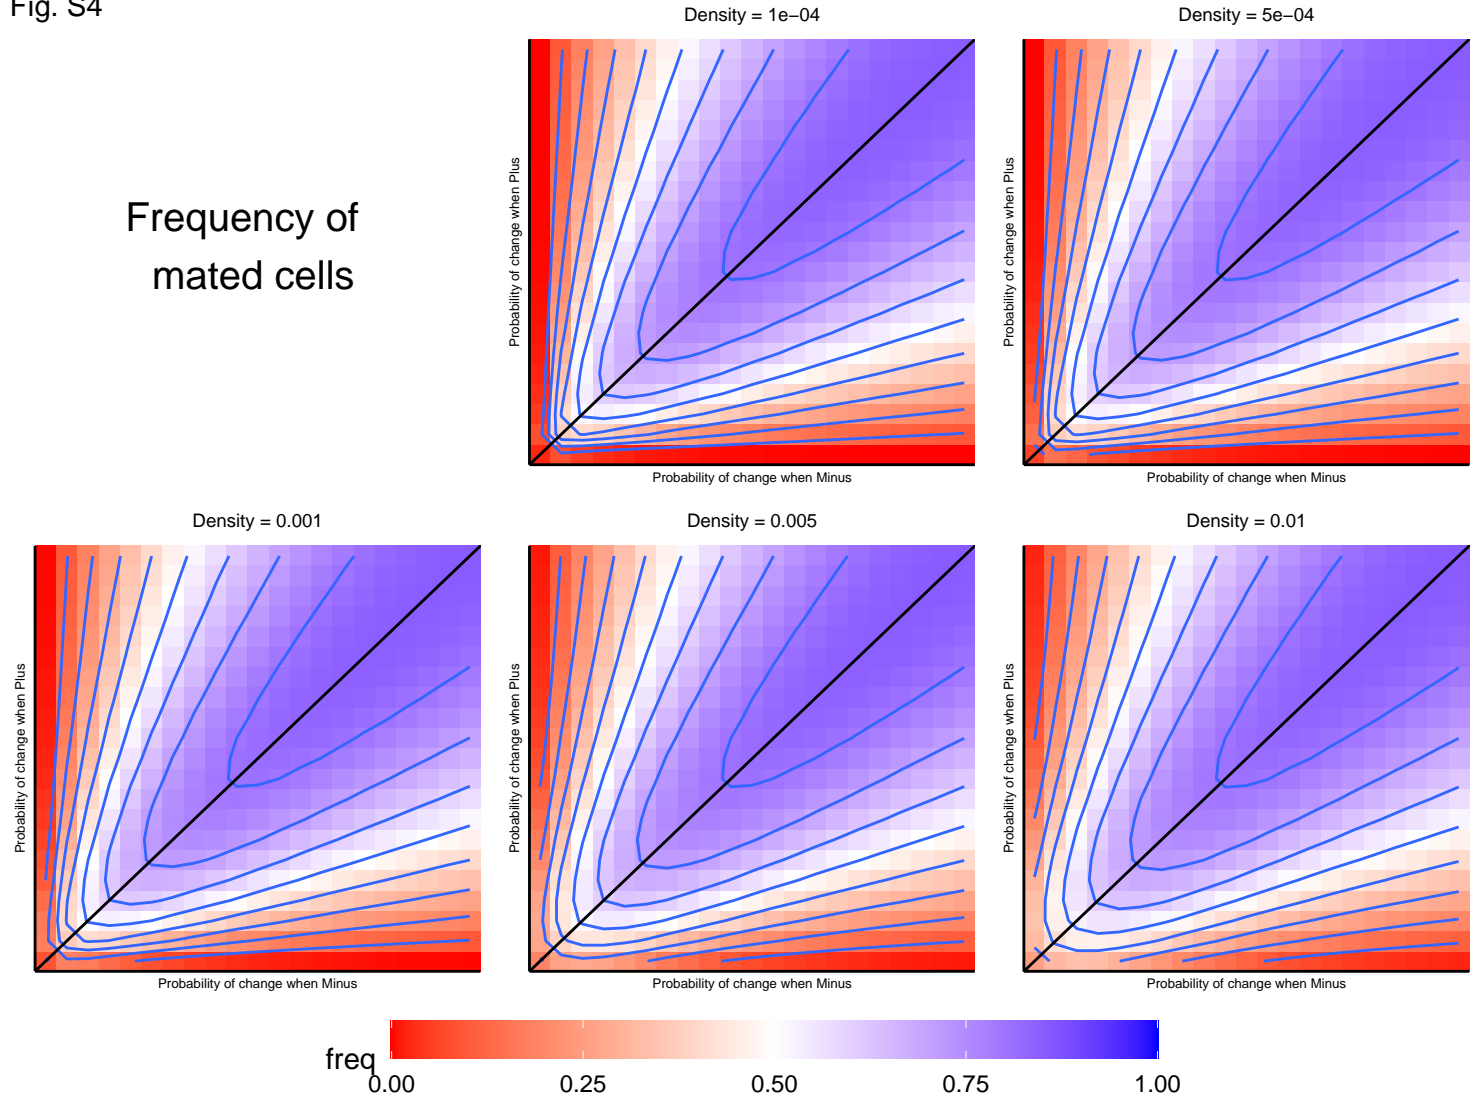 Fig. S4
Frequency of
mated cells
Density = 1e−04
Probability of change when Plus
Probability of change when Minus
Density = 5e−04
Probability of change when Plus
Probability of change when Minus
Density = 0.001
Probability of change when Plus
Probability of change when Minus
Density = 0.005
Probability of change when Plus
Probability of change when Minus
Density = 0.01
Probability of change when Plus
Probability of change when Minus
freq
0.00 0.25 0.50 0.75 1.00